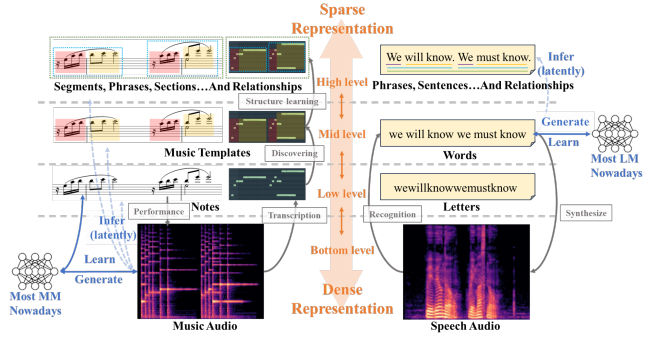 Sparse
Representation
We will know. We must know.
Infer
(latently)
Segments, Phrases, Sections...And Relationships
High level
Phrases, Sentences...And Relationships
Structure learning
Generate
Mid level
we will know we must know
Learn
Music Templates
Words
Most LM
Nowadays
Discovering
Low level
wewillknowwemustknow
Notes
Letters
Performance
Transcription
Recognition
Synthesize
Infer
(latently)
Bottom level
Learn
Most MM
Nowadays
Generate
Dense
Representation
Music Audio
Speech Audio